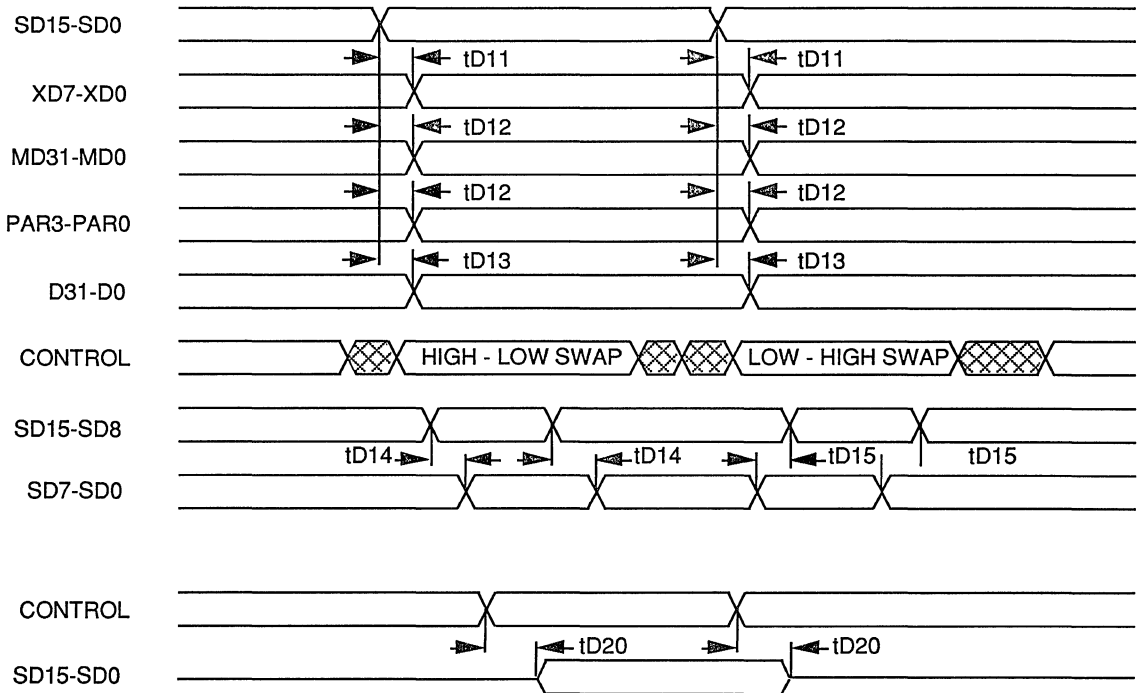 SD15-SD0
tD11 tD11
XD7-XD0
tD12 tD12
MD31-MD0
tD12 tD12
PAR3-PAR0
tD13 tD13
D31-D0
CONTROL HIGH - LOW SWAP LOW - HIGH SWAP
SD15-SD8
tD14 tD14 tD15 tD15
SD7-SD0
CONTROL
tD20 tD20
SD15-SD0